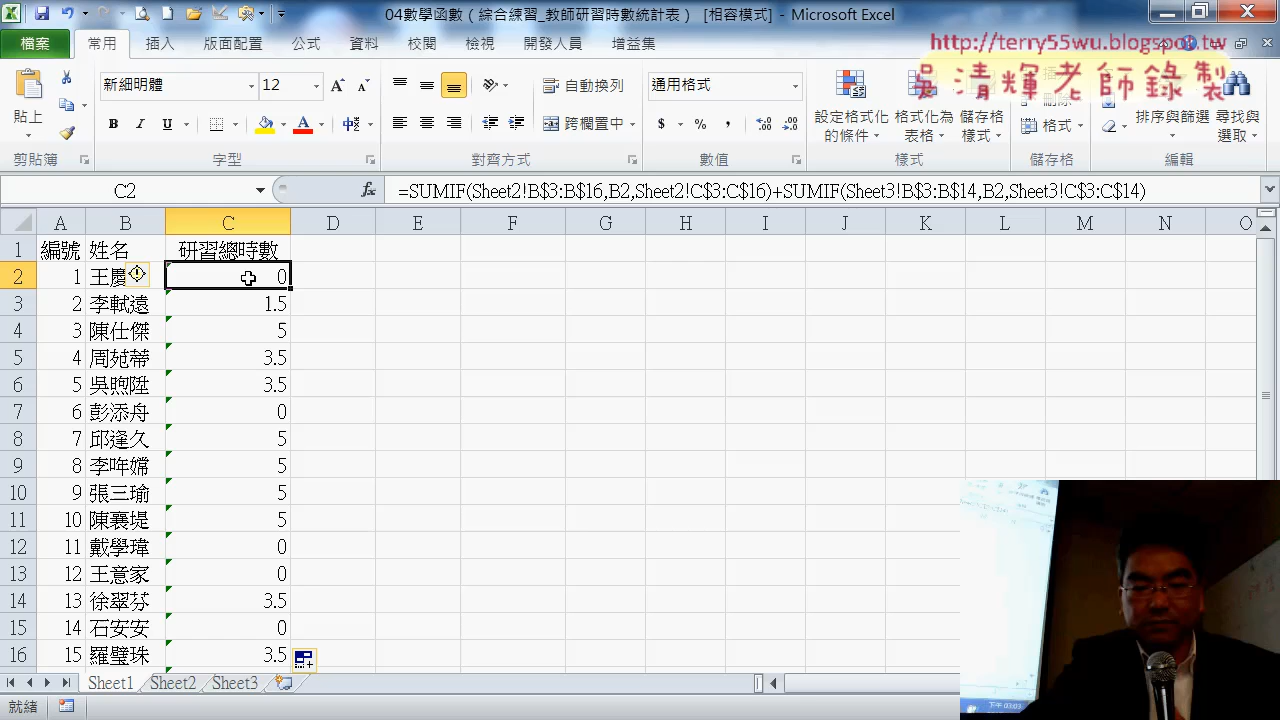 04數學函數（綜合練習_教師研習時數統計表） [相容模式] - Microsoft Excel
檔案 常用 插入 版面配置 公式 資料 校閱 檢視 開發人員 增益集
http://terry55wu.blogspot.tw
吳清輝老師錄製
貼上 新細明體 12 自動換列 通用格式 設定格式化的條件 格式化為表格 儲存格樣式 刪除 格式 排序與篩選 尋找與選取
B I U 跨欄置中 $ % ,
剪貼簿 字型 對齊方式 數值 樣式 儲存格 編輯
C2 fx =SUMIF(Sheet2!B$3:B$16,B2,Sheet2!C$3:C$16)+SUMIF(Sheet3!B$3:B$14,B2,Sheet3!C$3:C$14)
A B C D E F G H I J K L M N O
1 編號 姓名 研習總時數
2 1 王慶 0
3 2 李軾遠 1.5
4 3 陳仕傑 5
5 4 周苑蒂 3.5
6 5 吳煦陞 3.5
7 6 彭添舟 0
8 7 邱逢久 5
9 8 李哖嫦 5
10 9 張三瑜 5
11 10 陳襄堤 5
12 11 戴學瑋 0
13 12 王意家 0
14 13 徐翠芬 3.5
15 14 石安安 0
16 15 羅璧珠 3.5
Sheet1 Sheet2 Sheet3
就緒
下午 03:03